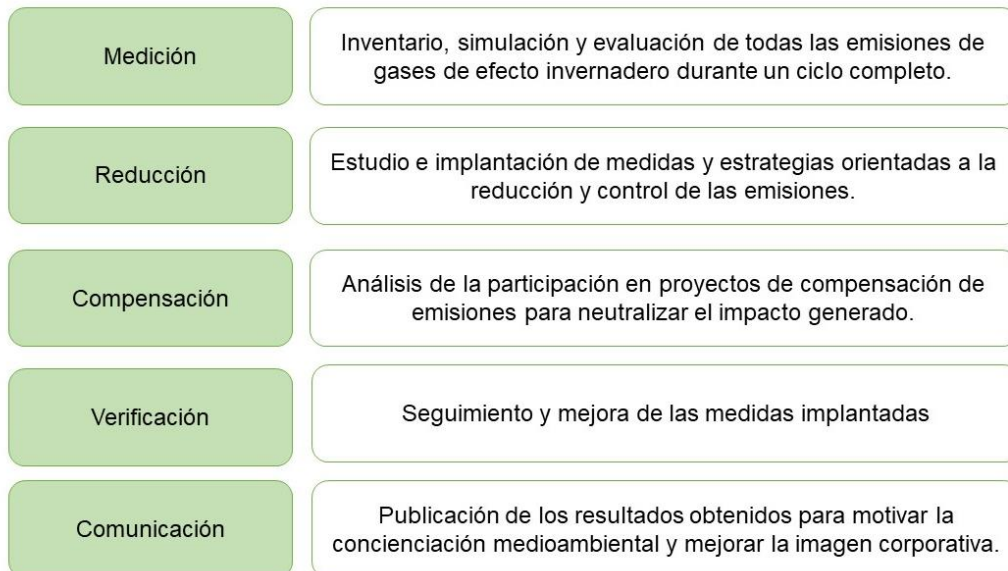 Medición
Inventario, simulación y evaluación de todas las emisiones de
gases de efecto invernadero durante un ciclo completo.
Reducción
Estudio e implantación de medidas y estrategias orientadas a la
reducción y control de las emisiones.
Compensación
Análisis de la participación en proyectos de compensación de
emisiones para neutralizar el impacto generado.
Verificación
Seguimiento y mejora de las medidas implantadas
Comunicación
Publicación de los resultados obtenidos para motivar la
concienciación medioambiental y mejorar la imagen corporativa.